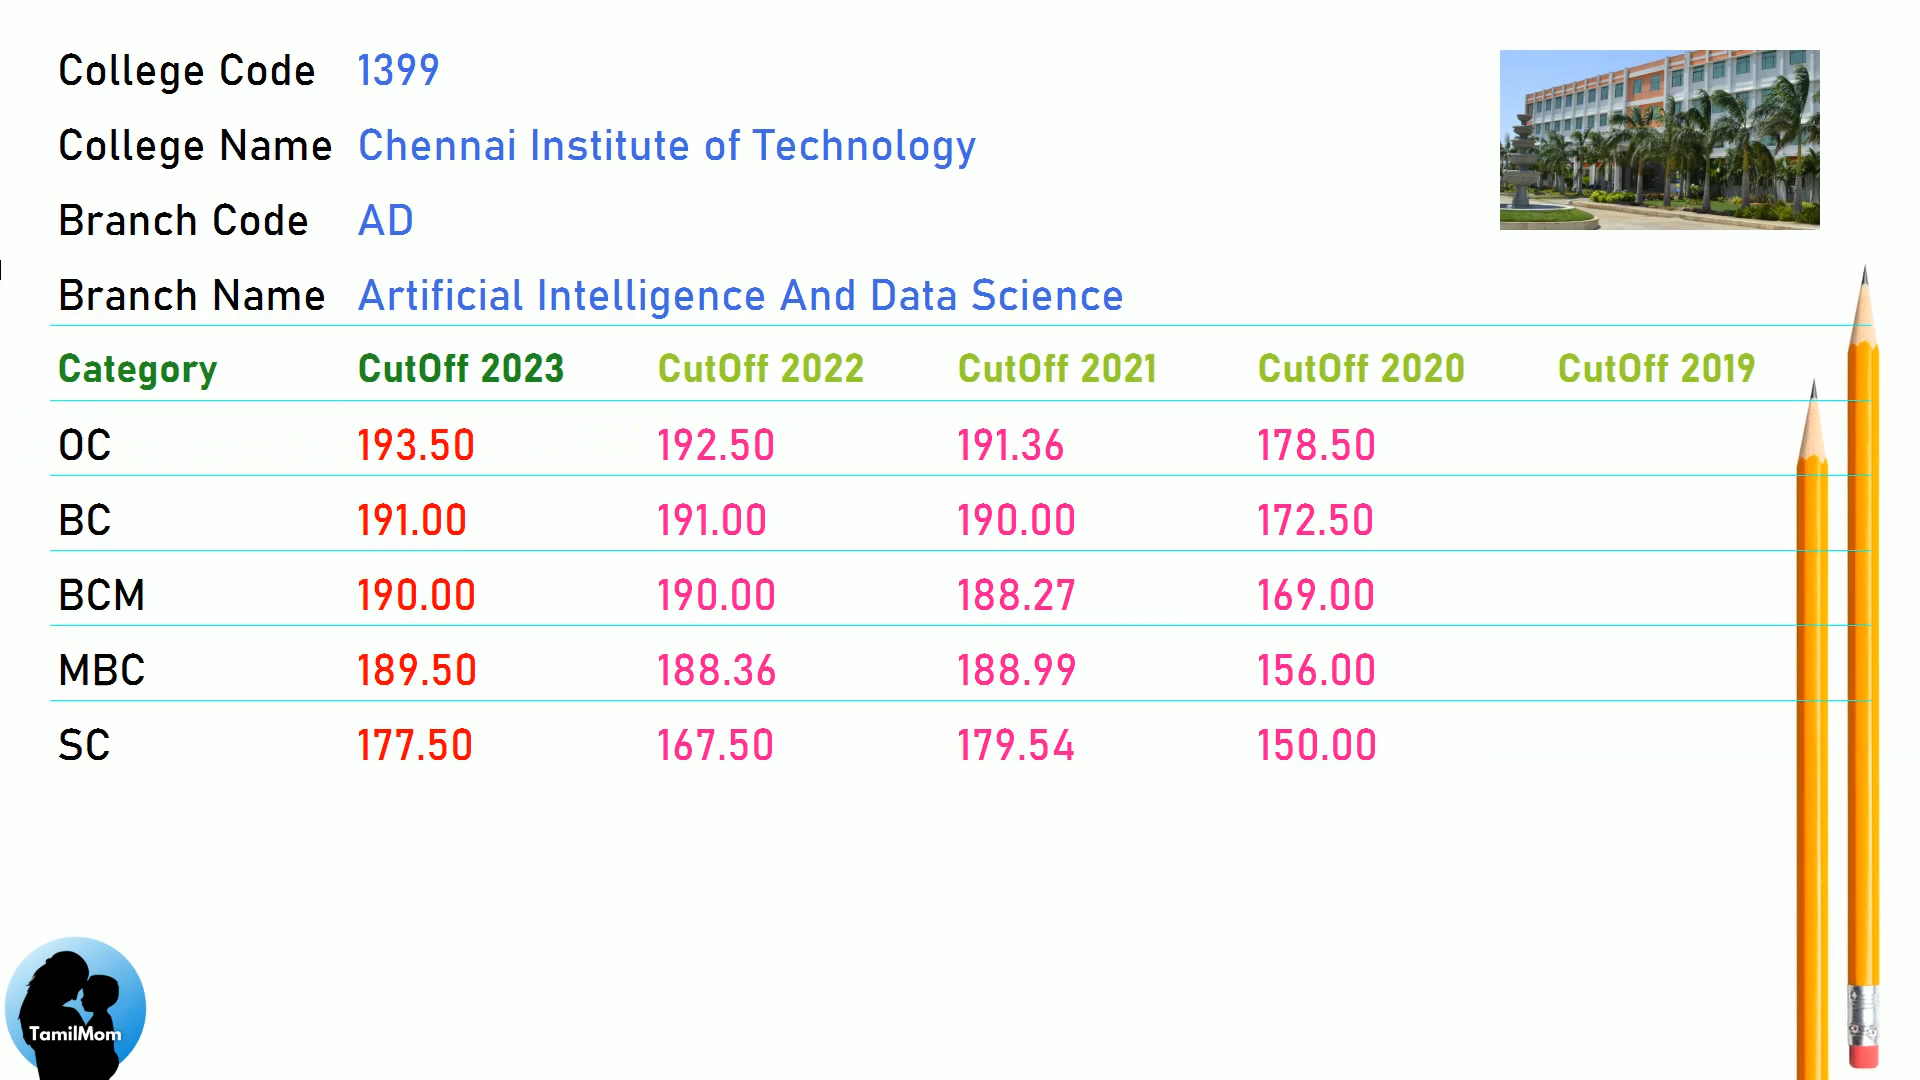 College Code 1399
College Name Chennai Institute of Technology
Branch Code AD
Branch Name Artificial Intelligence And Data Science
Category CutOff 2023 CutOff 2022 CutOff 2021 CutOff 2020 CutOff 2019
OC 193.50 192.50 191.36 178.50
BC 191.00 191.00 190.00 172.50
BCM 190.00 190.00 188.27 169.00
MBC 189.50 188.36 188.99 156.00
SC 177.50 167.50 179.54 150.00
TamilMom